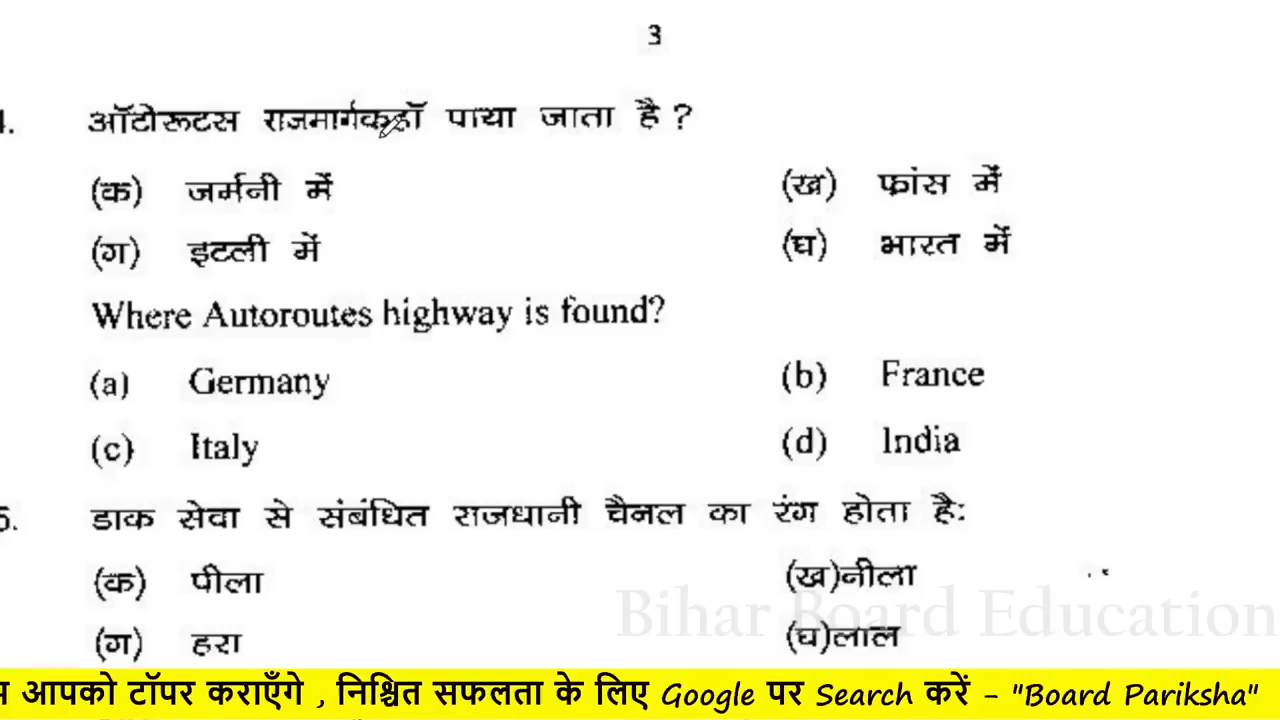 3
4. ऑटोरूटस राजमार्गकहाँ पाया जाता है ?
(क) जर्मनी में (ख) फ्रांस में
(ग) इटली में (घ) भारत में
Where Autoroutes highway is found?
(a) Germany (b) France
(c) Italy (d) India
5. डाक सेवा से संबंधित राजधानी चैनल का रंग होता हैः
(क) पीला (ख)नीला
Bihar Board Education
(ग) हरा (घ)लाल
आपको टॉपर कराएँगे , निश्चित सफलता के लिए Google पर Search करें - "Board Pariksha"